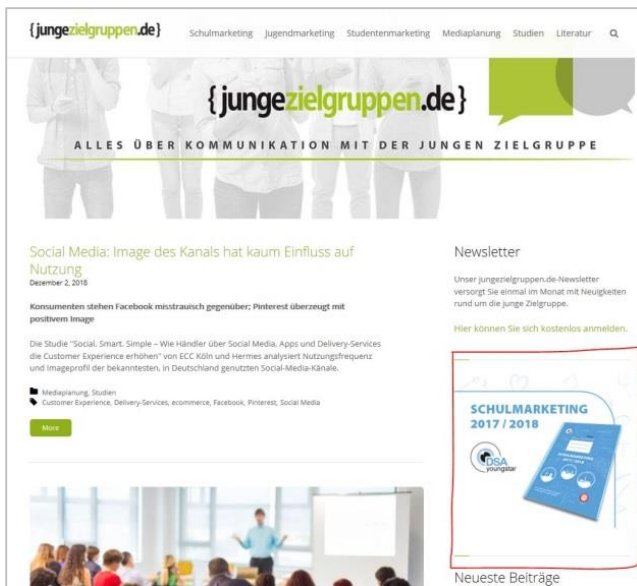 {jungezielgruppen.de}
Schulmarketing Jugendmarketing Studentenmarketing Mediaplanung Studien Literatur
{jungezielgruppen.de}
ALLES ÜBER KOMMUNIKATION MIT DER JUNGEN ZIELGRUPPE
Social Media: Image des Kanals hat kaum Einfluss auf
Nutzung
Dezember 2, 2018
Konsumenten stehen Facebook misstrauisch gegenüber; Pinterest überzeugt mit
positivem Image
Die Studie "Social. Smart. Simple – Wie Händler über Social Media, Apps und Delivery-Services
die Customer Experience erhöhen" von ECC Köln und Hermes analysiert Nutzungsfrequenz
und Imageprofil der bekanntesten, in Deutschland genutzten Social-Media-Kanäle.
Mediaplanung, Studien
Customer Experience, Delivery-Services, ecommerce, Facebook, Pinterest, Social Media
More
Newsletter
Unser jungezielgruppen.de-Newsletter
versorgt Sie einmal im Monat mit Neuigkeiten
rund um die junge Zielgruppe.
Hier können Sie sich kostenlos anmelden.
SCHULMARKETING
2017 / 2018
DSA
youngstar
Neueste Beiträge